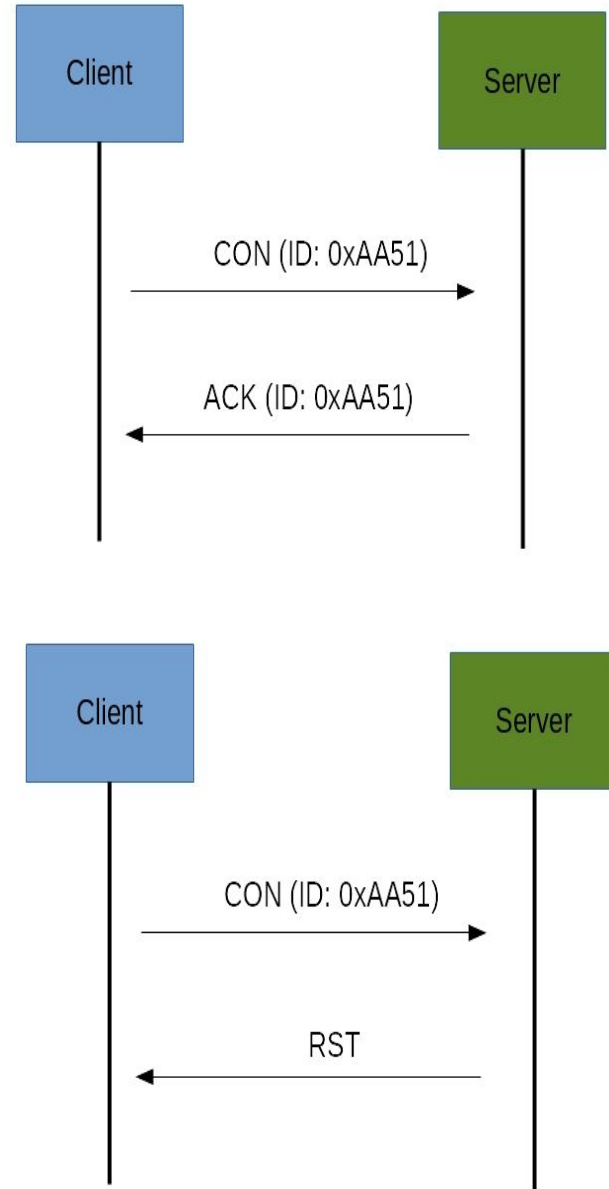 Client
Server
CON (ID: 0xAA51)
ACK (ID: 0xAA51)
Client
Server
CON (ID: 0xAA51)
RST